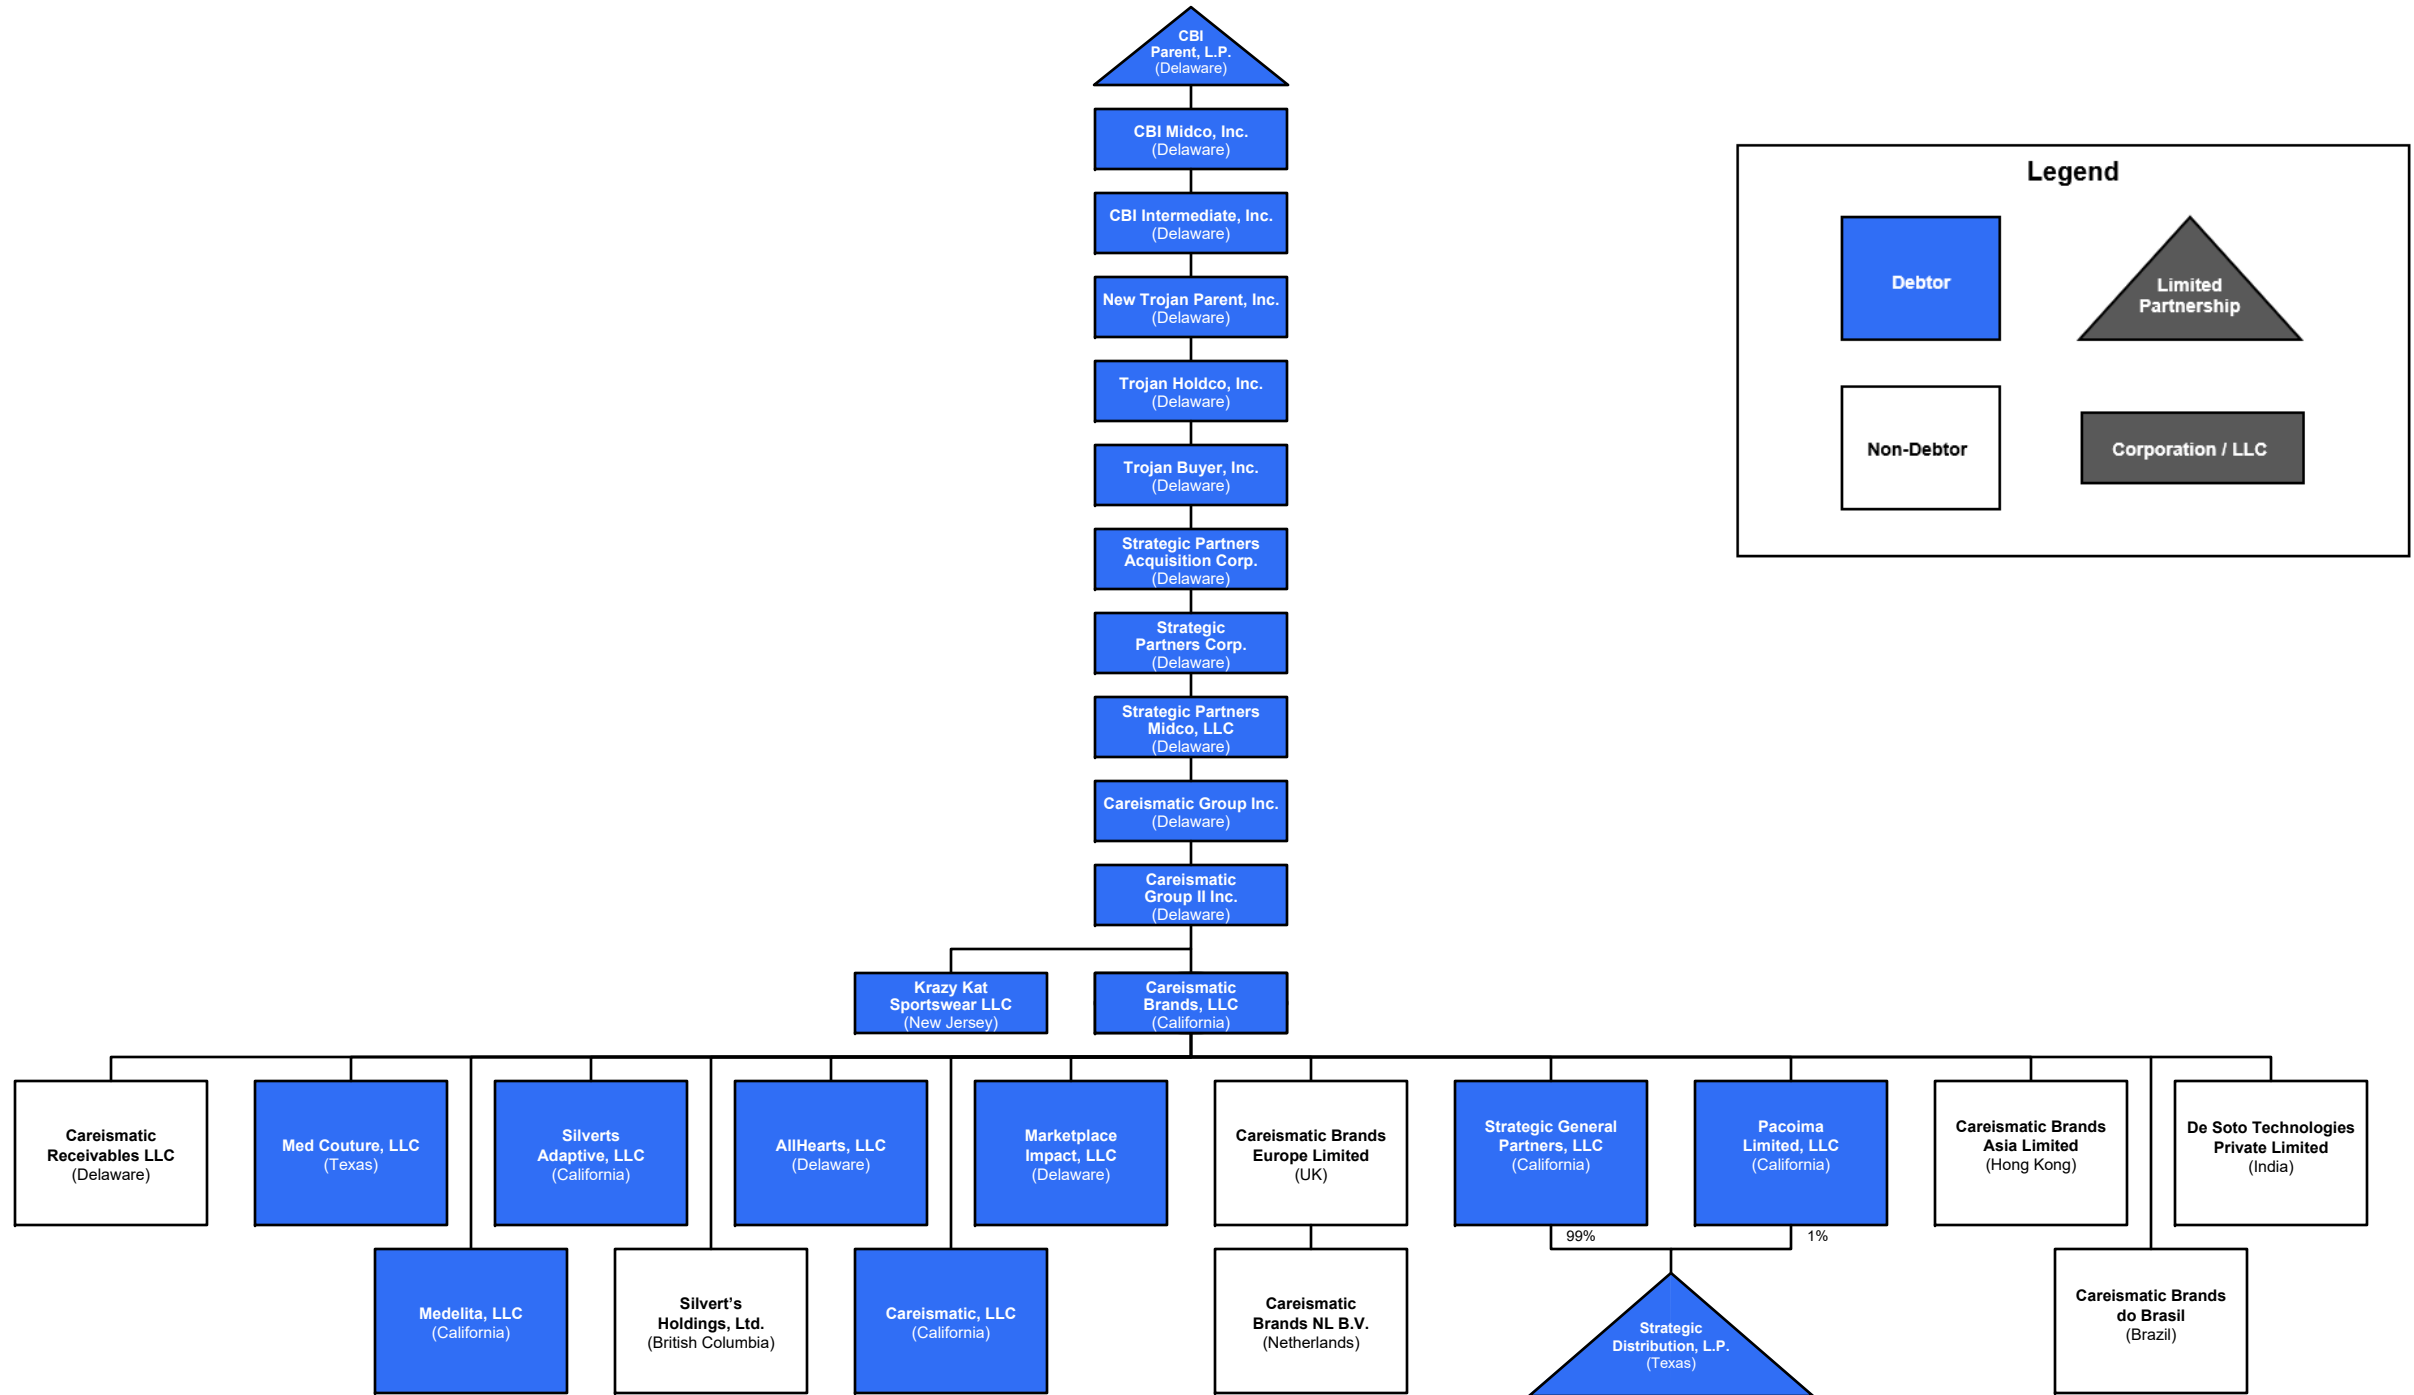 CBI
Parent, L.P.
(Delaware)
CBI Midco, Inc.
(Delaware)
CBI Intermediate, Inc.
(Delaware)
New Trojan Parent, Inc.
(Delaware)
Trojan Holdco, Inc.
(Delaware)
Trojan Buyer, Inc.
(Delaware)
Strategic Partners
Acquisition Corp.
(Delaware)
Strategic
Partners Corp.
(Delaware)
Strategic Partners
Midco, LLC
(Delaware)
Careismatic Group Inc.
(Delaware)
Careismatic
Group II Inc.
(Delaware)
Legend
Debtor
Limited
Partnership
Non-Debtor
Corporation / LLC
Krazy Kat
Sportswear LLC
(New Jersey)
Careismatic
Brands, LLC
(California)
Careismatic
Receivables LLC
(Delaware)
Med Couture, LLC
(Texas)
Silverts
Adaptive, LLC
(California)
AllHearts, LLC
(Delaware)
Marketplace
Impact, LLC
(Delaware)
Careismatic Brands
Europe Limited
(UK)
Strategic General
Partners, LLC
(California)
Pacoima
Limited, LLC
(California)
Careismatic Brands
Asia Limited
(Hong Kong)
De Soto Technologies
Private Limited
(India)
99%
1%
Medelita, LLC
(California)
Silvert’s
Holdings, Ltd.
(British Columbia)
Careismatic, LLC
(California)
Careismatic
Brands NL B.V.
(Netherlands)
Strategic
Distribution, L.P.
(Texas)
Careismatic Brands
do Brasil
(Brazil)